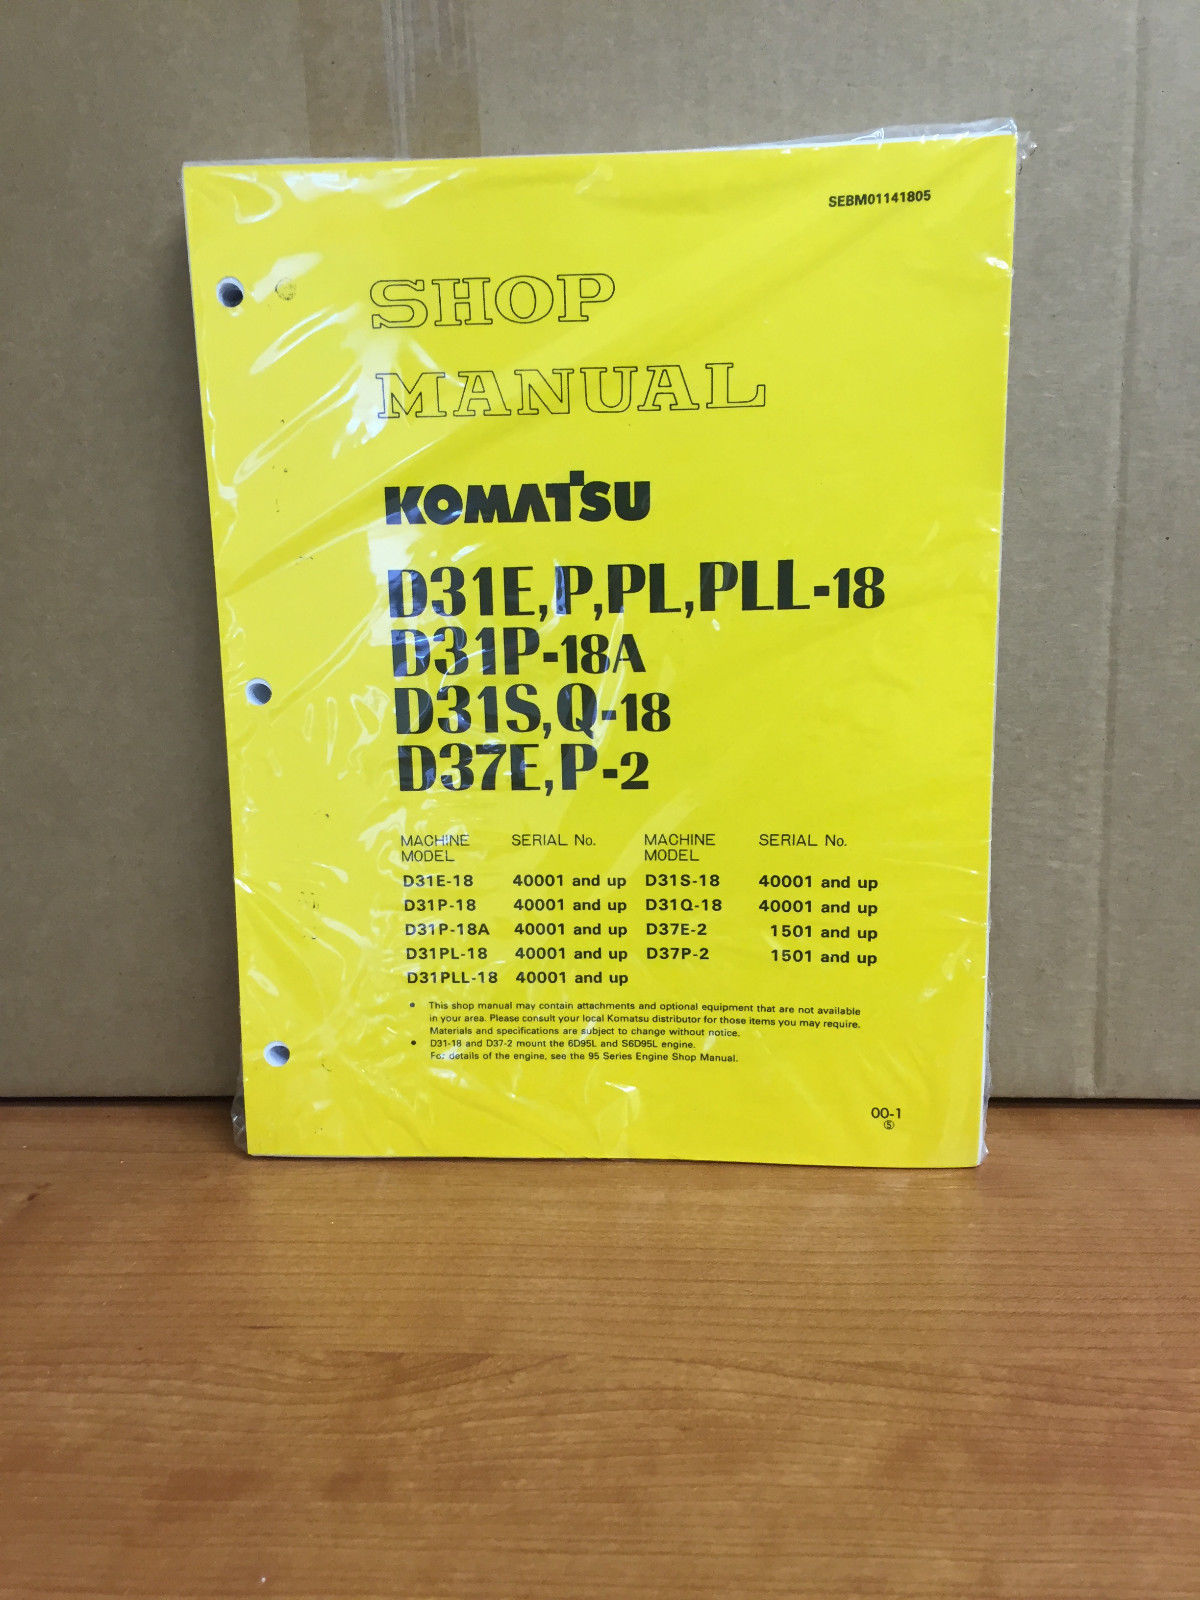 SEBM01141805
SHOP
MANUAL
KOMATSU
D31E, P, PL, PLL-18
D31P-18A
D31S, Q-18
D37E, P-2
MACHINE MODEL SERIAL No. MACHINE MODEL SERIAL No.
D31E-18 40001 and up D31S-18 40001 and up
D31P-18 40001 and up D31Q-18 40001 and up
D31P-18A 40001 and up D37E-2 1501 and up
D31PL-18 40001 and up D37P-2 1501 and up
D31PLL-18 40001 and up
• This shop manual may contain attachments and optional equipment that are not available
in your area. Please consult your local Komatsu distributor for those items you may require.
Materials and specifications are subject to change without notice.
• D31-18 and D37-2 mount the 6D95L and S6D95L engine.
For details of the engine, see the 95 Series Engine Shop Manual.
00-1
⑤